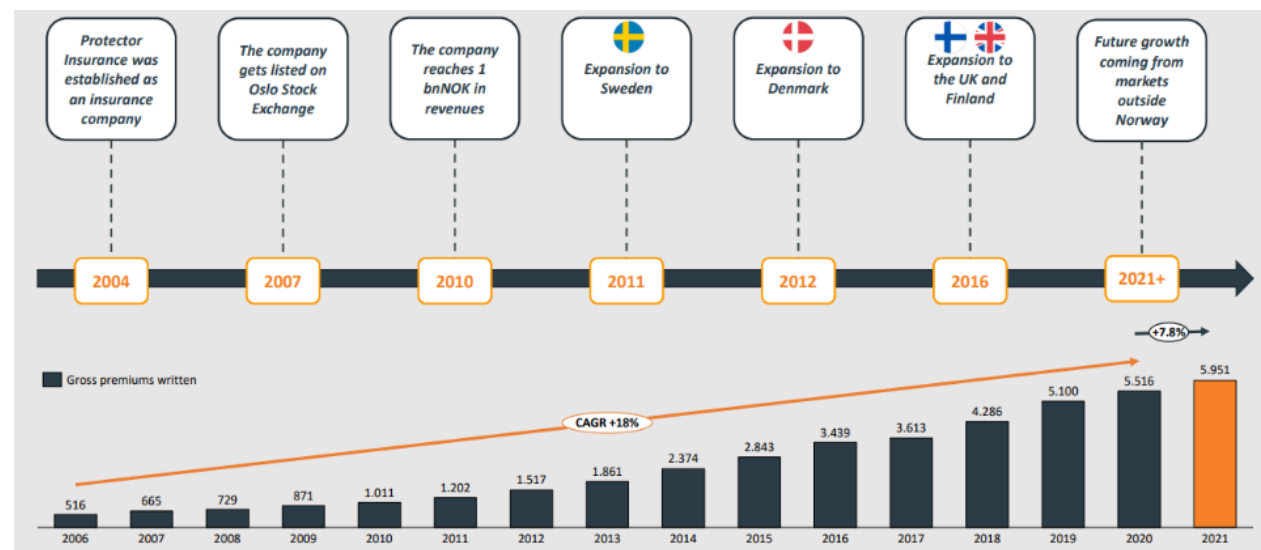 Protector
Insurance was
established as
an insurance
company
The company
gets listed on
Oslo Stock
Exchange
The company
reaches 1
bnNOK in
revenues
Expansion to
Sweden
Expansion to
Denmark
Expansion to
the UK and
Finland
Future growth
coming from
markets
outside
Norway
2004
2007
2010
2011
2012
2016
2021+
+7.8%
Gross premiums written
CAGR +18%
516
665
729
871
1.011
1.202
1.517
1.861
2.374
2.843
3.439
3.613
4.286
5.100
5.516
5.951
2006
2007
2008
2009
2010
2011
2012
2013
2014
2015
2016
2017
2018
2019
2020
2021